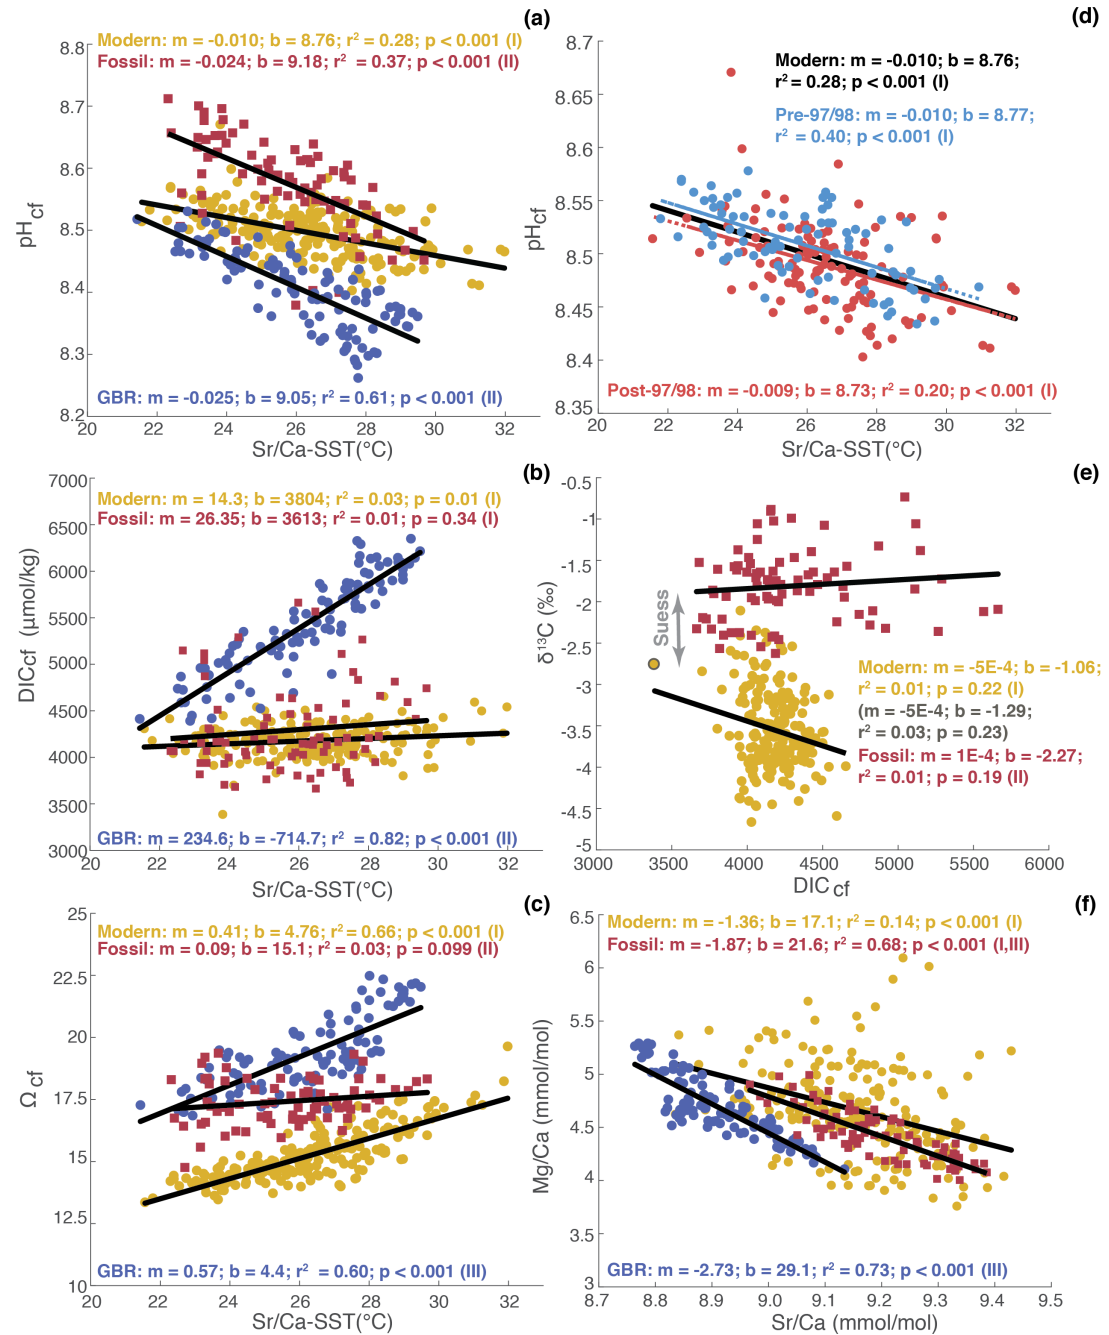 (a)
Modern: m = -0.010; b = 8.76; r² = 0.28; p < 0.001 (I)
Fossil: m = -0.024; b = 9.18; r² = 0.37; p < 0.001 (II)
8.8
8.7
8.6
8.5
8.4
8.3
8.2
pHcf
GBR: m = -0.025; b = 9.05; r² = 0.61; p < 0.001 (II)
20 22 24 26 28 30 32
Sr/Ca-SST(°C)
(d)
8.7
8.65
8.6
8.55
8.5
8.45
8.4
8.35
pHcf
Modern: m = -0.010; b = 8.76;
r² = 0.28; p < 0.001 (I)
Pre-97/98: m = -0.010; b = 8.77;
r² = 0.40; p < 0.001 (I)
Post-97/98: m = -0.009; b = 8.73; r² = 0.20; p < 0.001 (I)
20 22 24 26 28 30 32
Sr/Ca-SST(°C)
(b)
7000
6500
6000
5500
5000
4500
4000
3500
3000
DICcf (µmol/kg)
Modern: m = 14.3; b = 3804; r² = 0.03; p = 0.01 (I)
Fossil: m = 26.35; b = 3613; r² = 0.01; p = 0.34 (I)
GBR: m = 234.6; b = -714.7; r² = 0.82; p < 0.001 (II)
20 22 24 26 28 30 32
Sr/Ca-SST(°C)
(e)
-0.5
-1
-1.5
-2
-2.5
-3
-3.5
-4
-4.5
-5
δ¹³C (‰)
Suess
Modern: m = -5E-4; b = -1.06;
r² = 0.01; p = 0.22 (I)
(m = -5E-4; b = -1.29;
r² = 0.03; p = 0.23)
Fossil: m = 1E-4; b = -2.27;
r² = 0.01; p = 0.19 (II)
3000 3500 4000 4500 5000 5500 6000
DICcf
(c)
25
22.5
20
17.5
15
12.5
10
Ωcf
Modern: m = 0.41; b = 4.76; r² = 0.66; p < 0.001 (I)
Fossil: m = 0.09; b = 15.1; r² = 0.03; p = 0.099 (II)
GBR: m = 0.57; b = 4.4; r² = 0.60; p < 0.001 (III)
20 22 24 26 28 30 32
Sr/Ca-SST(°C)
(f)
6.5
6
5.5
5
4.5
4
3.5
3
Mg/Ca (mmol/mol)
Modern: m = -1.36; b = 17.1; r² = 0.14; p < 0.001 (I)
Fossil: m = -1.87; b = 21.6; r² = 0.68; p < 0.001 (I,III)
GBR: m = -2.73; b = 29.1; r² = 0.73; p < 0.001 (III)
8.7 8.8 8.9 9.0 9.1 9.2 9.3 9.4 9.5
Sr/Ca (mmol/mol)